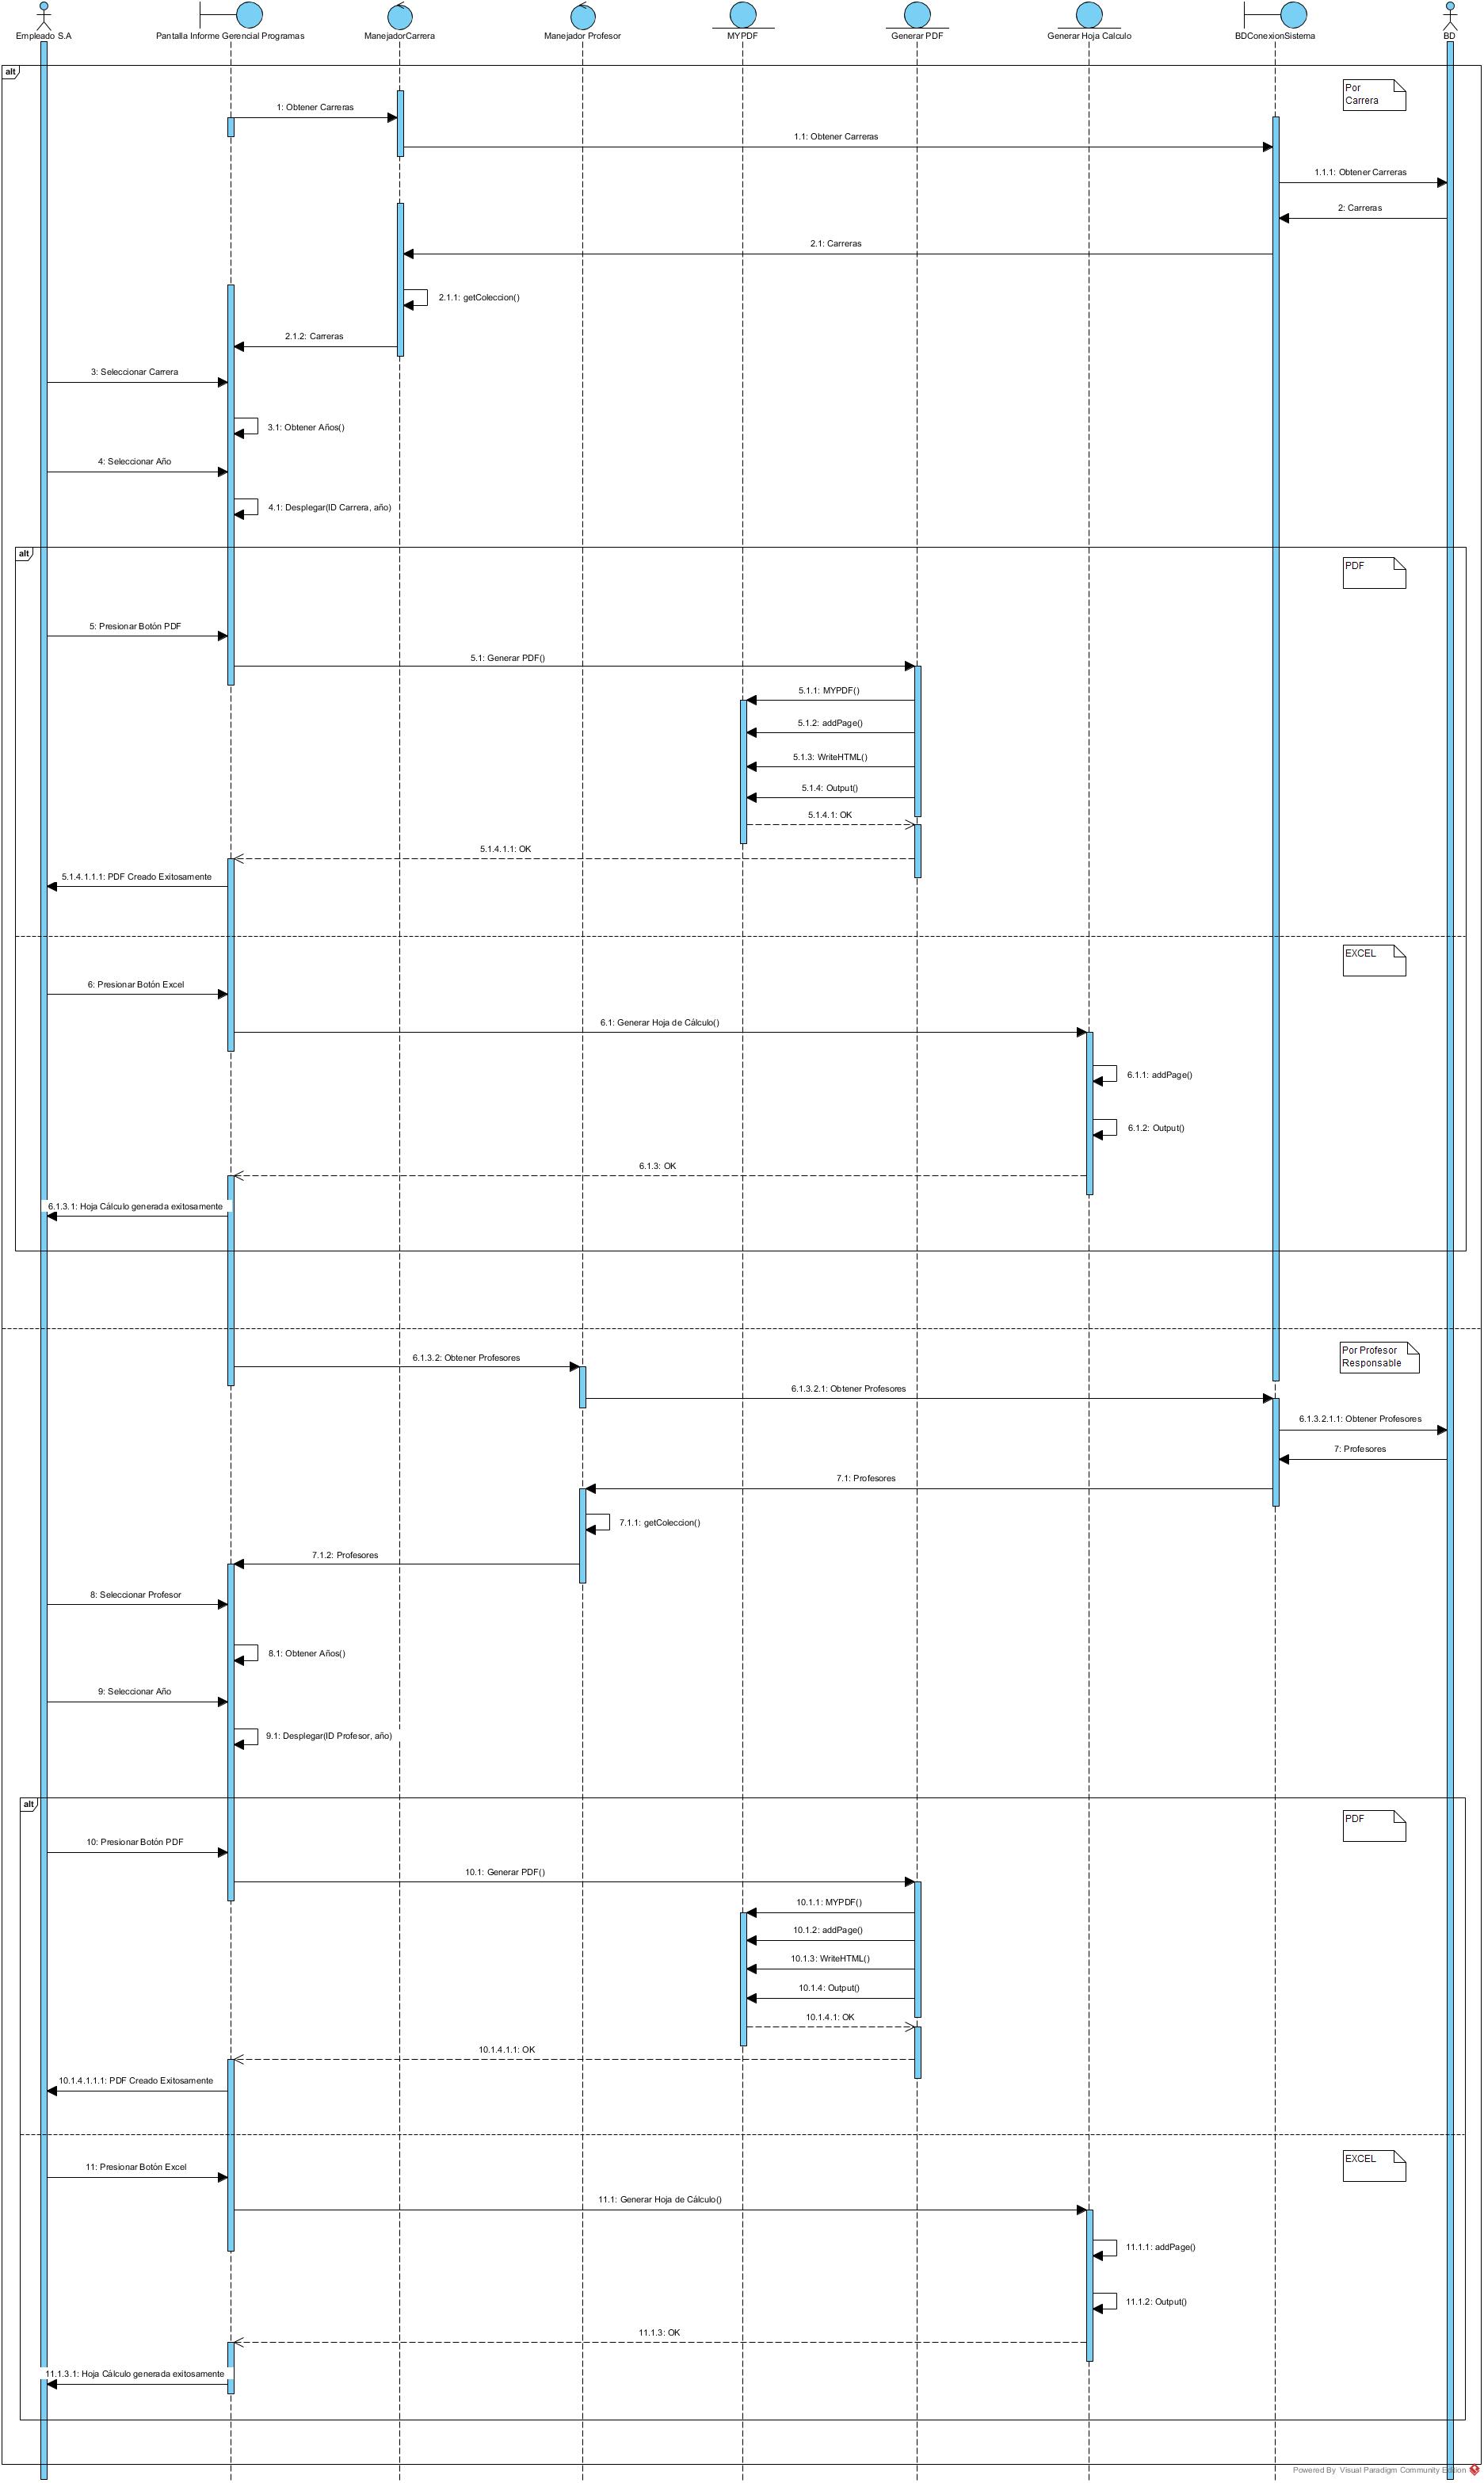 Empleado S.A
Pantalla Informe Gerencial Programas
ManejadorCarrera
Manejador Profesor
MYPDF
Generar PDF
Generar Hoja Calculo
BDConexionSistema
BD
alt
Por
Carrera
1: Obtener Carreras
1.1: Obtener Carreras
1.1.1: Obtener Carreras
2: Carreras
2.1: Carreras
2.1.1: getColeccion()
2.1.2: Carreras
3: Seleccionar Carrera
3.1: Obtener Años()
4: Seleccionar Año
4.1: Desplegar(ID Carrera, año)
alt
PDF
5: Presionar Botón PDF
5.1: Generar PDF()
5.1.1: MYPDF()
5.1.2: addPage()
5.1.3: WriteHTML()
5.1.4: Output()
5.1.4.1: OK
5.1.4.1.1: OK
5.1.4.1.1.1: PDF Creado Exitosamente
EXCEL
6: Presionar Botón Excel
6.1: Generar Hoja de Cálculo()
6.1.1: addPage()
6.1.2: Output()
6.1.3: OK
6.1.3.1: Hoja Cálculo generada exitosamente
Por Profesor
Responsable
6.1.3.2: Obtener Profesores
6.1.3.2.1: Obtener Profesores
6.1.3.2.1.1: Obtener Profesores
7: Profesores
7.1: Profesores
7.1.1: getColeccion()
7.1.2: Profesores
8: Seleccionar Profesor
8.1: Obtener Años()
9: Seleccionar Año
9.1: Desplegar(ID Profesor, año)
alt
PDF
10: Presionar Botón PDF
10.1: Generar PDF()
10.1.1: MYPDF()
10.1.2: addPage()
10.1.3: WriteHTML()
10.1.4: Output()
10.1.4.1: OK
10.1.4.1.1: OK
10.1.4.1.1.1: PDF Creado Exitosamente
EXCEL
11: Presionar Botón Excel
11.1: Generar Hoja de Cálculo()
11.1.1: addPage()
11.1.2: Output()
11.1.3: OK
11.1.3.1: Hoja Cálculo generada exitosamente
Powered By Visual Paradigm Community Edition